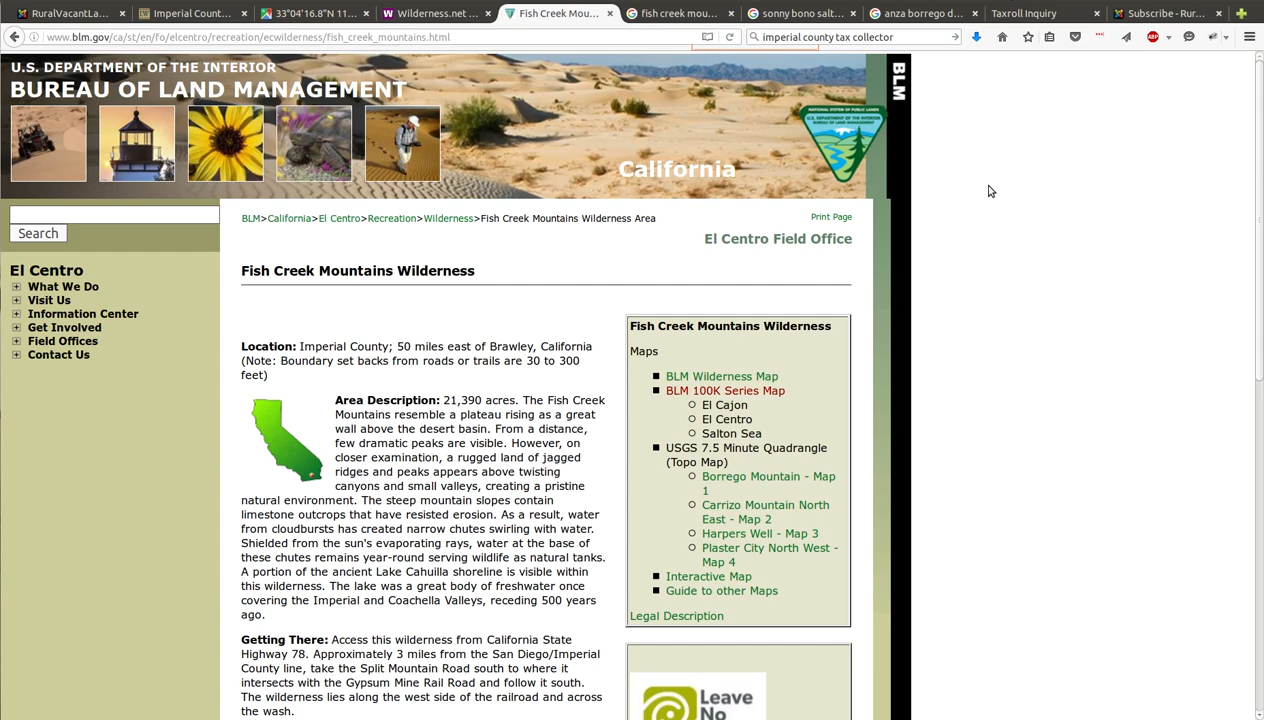 RuralVacantLa...
Imperial Count...
33°04'16.8"N 11...
Wilderness.net ...
Fish Creek Mou...
fish creek mou...
sonny bono salt...
anza borrego d...
Taxroll Inquiry
Subscribe - Rur...
www.blm.gov/ca/st/en/fo/elcentro/recreation/ecwilderness/fish_creek_mountains.html
imperial county tax collector
ABP
U.S. DEPARTMENT OF THE INTERIOR
BUREAU OF LAND MANAGEMENT
BLM
NATIONAL SYSTEM OF PUBLIC LANDS
U.S. DEPARTMENT OF THE INTERIOR
BUREAU OF LAND MANAGEMENT
California
Search
BLM>California>El Centro>Recreation>Wilderness>Fish Creek Mountains Wilderness Area
Print Page
El Centro Field Office
El Centro
What We Do
Visit Us
Information Center
Get Involved
Field Offices
Contact Us
Fish Creek Mountains Wilderness
Location: Imperial County; 50 miles east of Brawley, California
(Note: Boundary set backs from roads or trails are 30 to 300
feet)
Area Description: 21,390 acres. The Fish Creek
Mountains resemble a plateau rising as a great
wall above the desert basin. From a distance,
few dramatic peaks are visible. However, on
closer examination, a rugged land of jagged
ridges and peaks appears above twisting
canyons and small valleys, creating a pristine
natural environment. The steep mountain slopes contain
limestone outcrops that have resisted erosion. As a result, water
from cloudbursts has created narrow chutes swirling with water.
Shielded from the sun's evaporating rays, water at the base of
these chutes remains year-round serving wildlife as natural tanks.
A portion of the ancient Lake Cahuilla shoreline is visible within
this wilderness. The lake was a great body of freshwater once
covering the Imperial and Coachella Valleys, receding 500 years
ago.
Getting There: Access this wilderness from California State
Highway 78. Approximately 3 miles from the San Diego/Imperial
County line, take the Split Mountain Road south to where it
intersects with the Gypsum Mine Rail Road and follow it south.
The wilderness lies along the west side of the railroad and across
the wash.
Fish Creek Mountains Wilderness
Maps
BLM Wilderness Map
BLM 100K Series Map
El Cajon
El Centro
Salton Sea
USGS 7.5 Minute Quadrangle
(Topo Map)
Borrego Mountain - Map
1
Carrizo Mountain North
East - Map 2
Harpers Well - Map 3
Plaster City North West -
Map 4
Interactive Map
Guide to other Maps
Legal Description
Leave
No